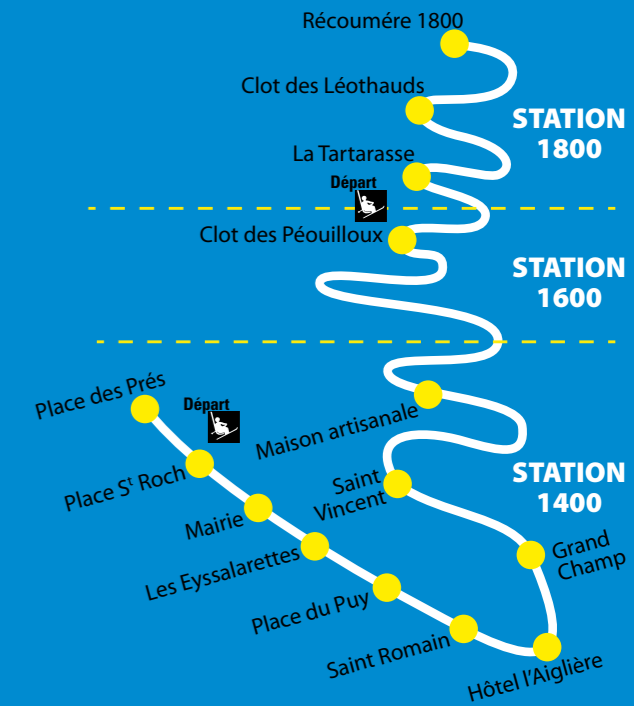 Récoumére 1800
Clot des Léothauds
STATION
1800
La Tartarasse
Départ
Clot des Péouilloux
STATION
1600
Place des Prés
Départ
Maison artisanale
Place Sᵗ Roch
Saint
Vincent
STATION
1400
Mairie
Grand
Champ
Les Eyssalarettes
Place du Puy
Saint Romain
Hôtel l'Aiglière